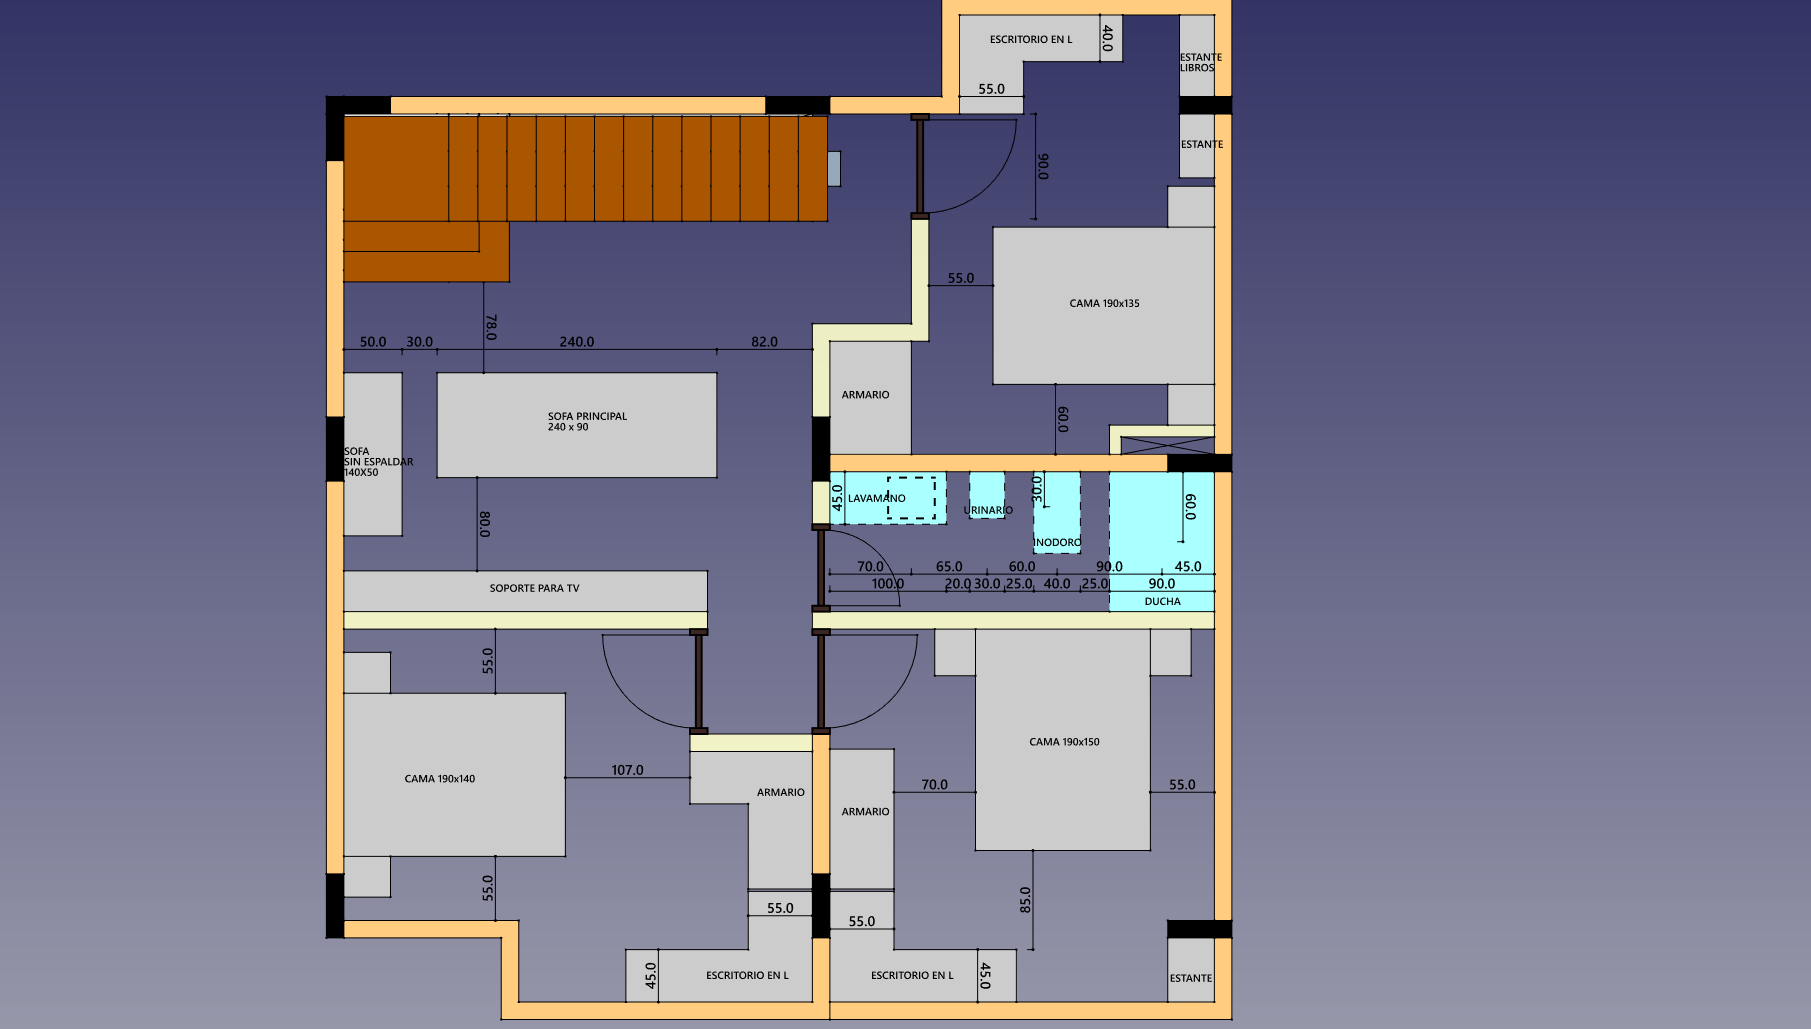 ESCRITORIO EN L
40.0
ESTANTE
LIBROS
55.0
ESTANTE
90.0
55.0
CAMA 190x135
78.0
50.0
30.0
240.0
82.0
ARMARIO
60.0
SOFA PRINCIPAL
240 x 90
SOFA
SIN ESPALDAR
140X50
80.0
45.0
LAVAMANO
URINARIO
30.0
INODORO
60.0
70.0
65.0
60.0
90.0
45.0
100.0
20.0
30.0
25.0
40.0
25.0
90.0
DUCHA
SOPORTE PARA TV
55.0
CAMA 190x140
107.0
ARMARIO
ARMARIO
CAMA 190x150
70.0
55.0
55.0
55.0
55.0
85.0
45.0
ESCRITORIO EN L
ESCRITORIO EN L
45.0
ESTANTE